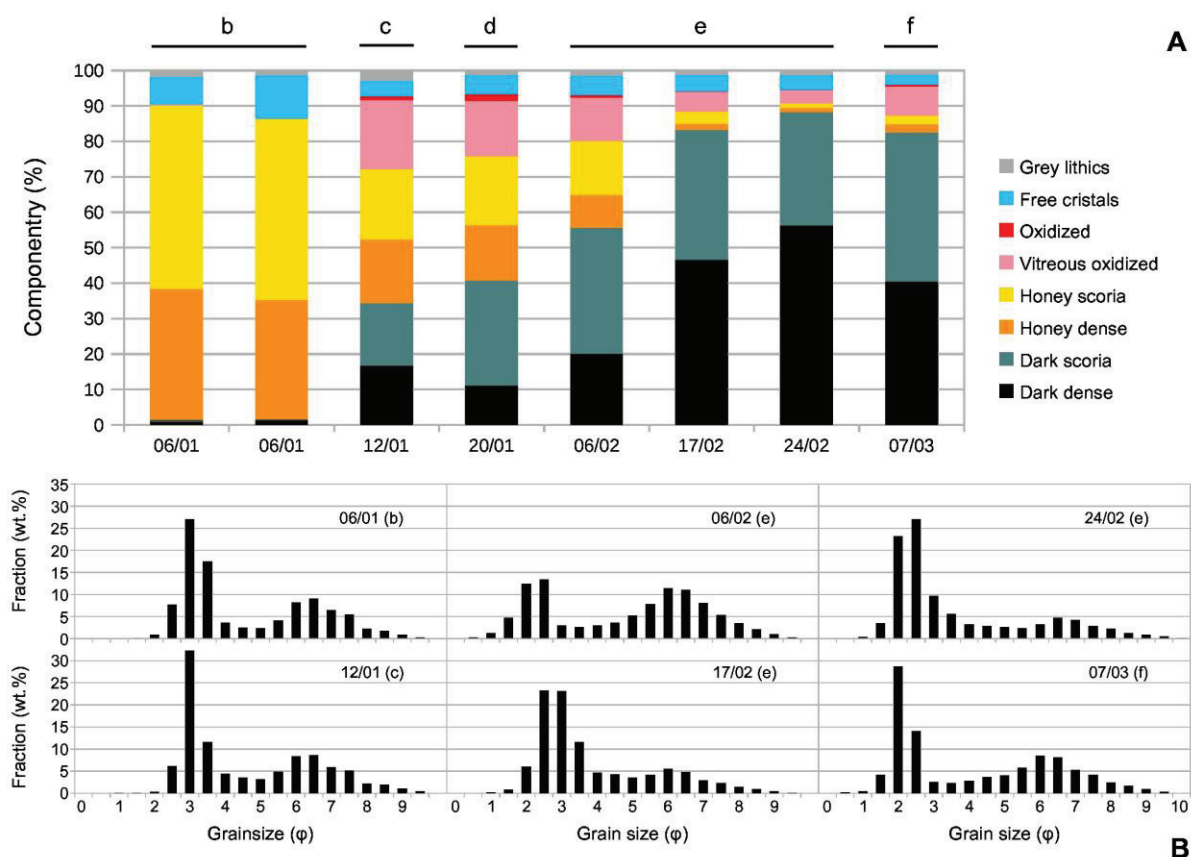 b c d e f
A
Componentry (%)
100
90
80
70
60
50
40
30
20
10
0
06/01 06/01 12/01 20/01 06/02 17/02 24/02 07/03
Grey lithics
Free cristals
Oxidized
Vitreous oxidized
Honey scoria
Honey dense
Dark scoria
Dark dense
Fraction (wt.%)
35
30
25
20
15
10
5
0
06/01 (b) 06/02 (e) 24/02 (e)
Fraction (wt.%)
30
25
20
15
10
5
0
12/01 (c) 17/02 (e) 07/03 (f)
0 1 2 3 4 5 6 7 8 9 0 1 2 3 4 5 6 7 8 9 0 1 2 3 4 5 6 7 8 9 10
Grainsize (φ) Grain size (φ) Grain size (φ)
B